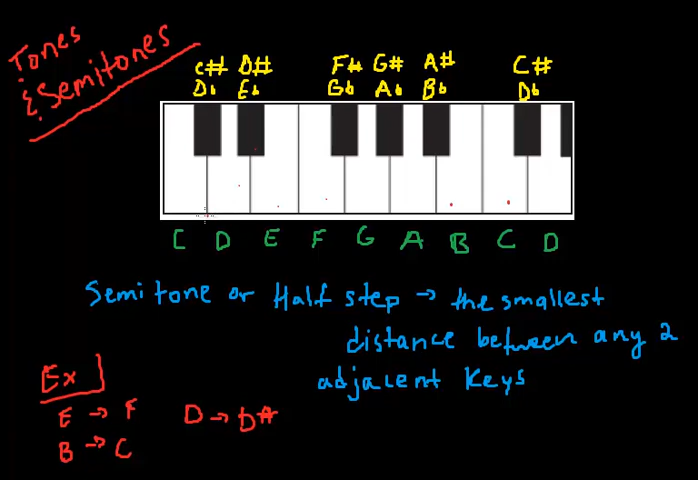 Tones
& Semitones
C# D# F# G# A# C#
Db Eb Gb Ab Bb Db
C D E F G A B C D
Semitone or Half step → the smallest
distance between any 2
adjacent Keys
Ex
E → F D → D#
B → C